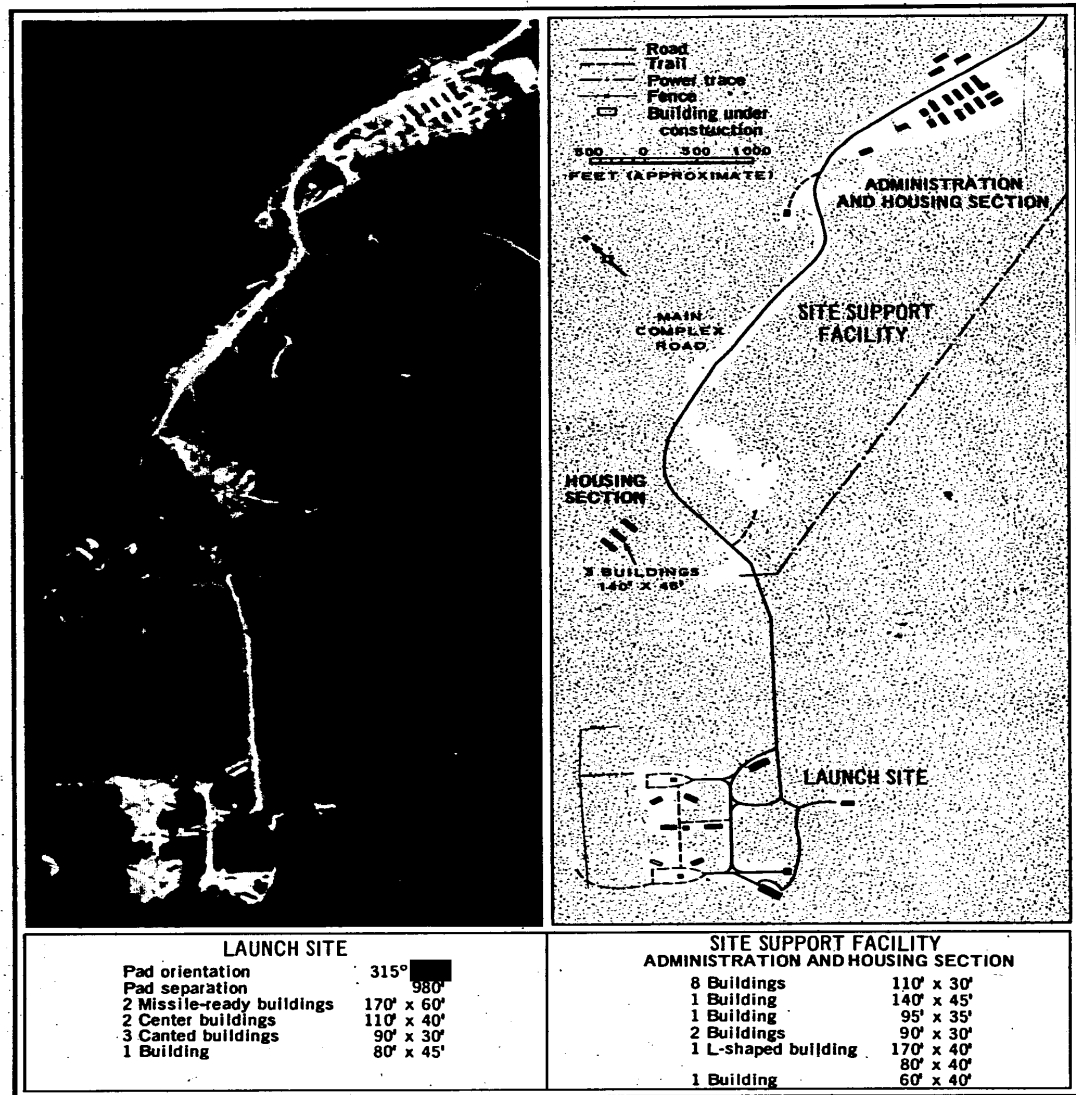 Road
Trail
Power trace
Fence
Building under
construction
500 0 500 1000
FEET (APPROXIMATE)
ADMINISTRATION
AND HOUSING SECTION
MAIN
COMPLEX
ROAD
SITE SUPPORT
FACILITY
HOUSING
SECTION
3 BUILDINGS
140' X 45'
LAUNCH SITE
LAUNCH SITE
Pad orientation 315°
Pad separation 980'
2 Missile-ready buildings 170' x 60'
2 Center buildings 110' x 40'
3 Canted buildings 90' x 30'
1 Building 80' x 45'
SITE SUPPORT FACILITY
ADMINISTRATION AND HOUSING SECTION
8 Buildings 110' x 30'
1 Building 140' x 45'
1 Building 95' x 35'
2 Buildings 90' x 30'
1 L-shaped building 170' x 40'
80' x 40'
1 Building 60' x 40'